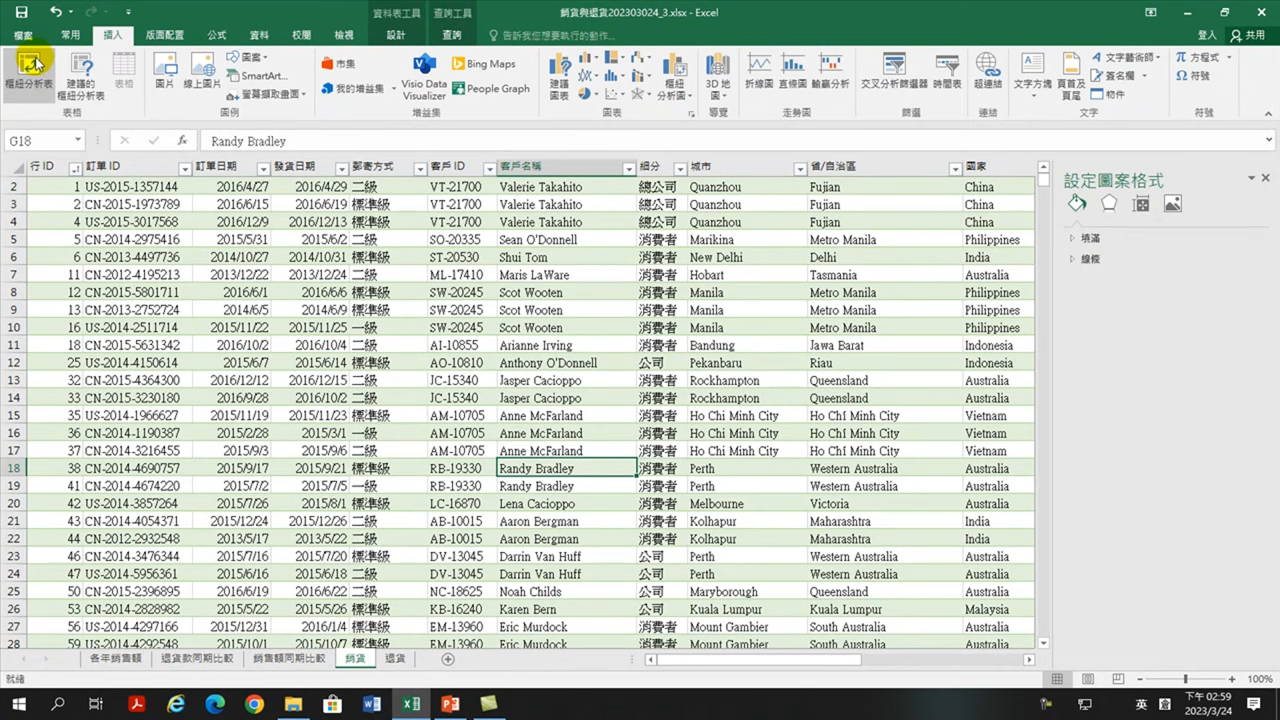 資料表工具 查詢工具 銷貨與退貨202303024_3.xlsx - Excel
檔案 常用 插入 版面配置 公式 資料 校閱 檢視 設計 查詢 告訴我您想要執行的動作... 登入 共用
樞紐分析表 建議的樞紐分析表 表格 圖片 線上圖片 圖案 SmartArt... 螢幕擷取畫面 市集 我的增益集 Visio Data Visualizer Bing Maps People Graph 建議圖表 樞紐分析圖 3D 地圖 折線圖 直條圖 輸贏分析 交叉分析篩選器 時間表 超連結 文字方塊 頁首及頁尾 文字藝術師 簽名欄 物件 方程式 符號
表格 圖例 增益集 圖表 導覽 走勢圖 篩選 連結 文字 符號
G18 fx Randy Bradley
行 ID 訂單 ID 訂單日期 發貨日期 郵寄方式 客戶 ID 客戶名稱 細分 城市 省/自治區 國家
2 1 US-2015-1357144 2016/4/27 2016/4/29 二級 VT-21700 Valerie Takahito 總公司 Quanzhou Fujian China
3 2 CN-2015-1973789 2016/6/15 2016/6/19 標準級 VT-21700 Valerie Takahito 總公司 Quanzhou Fujian China
4 4 US-2015-3017568 2016/12/9 2016/12/13 標準級 VT-21700 Valerie Takahito 總公司 Quanzhou Fujian China
5 5 CN-2014-2975416 2015/5/31 2015/6/2 二級 SO-20335 Sean O'Donnell 消費者 Marikina Metro Manila Philippines
6 6 CN-2013-4497736 2014/10/27 2014/10/31 標準級 ST-20530 Shui Tom 消費者 New Delhi Delhi India
7 11 CN-2012-4195213 2013/12/22 2013/12/24 二級 ML-17410 Maris LaWare 消費者 Hobart Tasmania Australia
8 12 CN-2015-5801711 2016/6/1 2016/6/6 標準級 SW-20245 Scot Wooten 消費者 Manila Metro Manila Philippines
9 13 CN-2013-2752724 2014/6/5 2014/6/9 標準級 SW-20245 Scot Wooten 消費者 Manila Metro Manila Philippines
10 16 US-2014-2511714 2015/11/22 2015/11/25 一級 SW-20245 Scot Wooten 消費者 Manila Metro Manila Philippines
11 18 CN-2015-5631342 2016/10/2 2016/10/4 二級 AI-10855 Arianne Irving 消費者 Bandung Jawa Barat Indonesia
12 25 US-2014-4150614 2015/6/7 2015/6/14 標準級 AO-10810 Anthony O'Donnell 公司 Pekanbaru Riau Indonesia
13 32 CN-2015-4364300 2016/12/12 2016/12/15 二級 JC-15340 Jasper Cacioppo 消費者 Rockhampton Queensland Australia
14 33 CN-2015-3230180 2016/9/28 2016/10/2 二級 JC-15340 Jasper Cacioppo 消費者 Rockhampton Queensland Australia
15 35 US-2014-1966627 2015/11/19 2015/11/23 標準級 AM-10705 Anne McFarland 消費者 Ho Chi Minh City Ho Chí Minh City Vietnam
16 36 CN-2014-1190387 2015/2/28 2015/3/1 一級 AM-10705 Anne McFarland 消費者 Ho Chi Minh City Ho Chí Minh City Vietnam
17 37 CN-2014-3216455 2015/9/3 2015/9/6 二級 AM-10705 Anne McFarland 消費者 Ho Chi Minh City Ho Chí Minh City Vietnam
18 38 CN-2014-4690757 2015/9/17 2015/9/21 標準級 RB-19330 Randy Bradley 消費者 Perth Western Australia Australia
19 41 CN-2014-4674220 2015/7/2 2015/7/5 一級 RB-19330 Randy Bradley 消費者 Perth Western Australia Australia
20 42 US-2014-3857264 2015/7/26 2015/8/1 標準級 LC-16870 Lena Cacioppo 消費者 Melbourne Victoria Australia
21 43 CN-2014-4054371 2015/12/24 2015/12/26 二級 AB-10015 Aaron Bergman 消費者 Kolhapur Maharashtra India
22 44 CN-2012-2932548 2013/5/17 2013/5/22 二級 AB-10015 Aaron Bergman 消費者 Kolhapur Maharashtra India
23 46 CN-2014-3476344 2015/7/16 2015/7/20 標準級 DV-13045 Darrin Van Huff 公司 Perth Western Australia Australia
24 47 US-2014-5956361 2015/6/16 2015/6/18 二級 DV-13045 Darrin Van Huff 公司 Perth Western Australia Australia
25 50 CN-2015-2396895 2016/6/19 2016/6/21 二級 NC-18625 Noah Childs 公司 Maryborough Queensland Australia
26 53 CN-2014-2828982 2015/5/22 2015/5/26 標準級 KB-16240 Karen Bern 公司 Kuala Lumpur Kuala Lumpur Malaysia
27 56 US-2014-4297166 2015/12/31 2016/1/4 標準級 EM-13960 Eric Murdock 消費者 Mount Gambier South Australia Australia
28 59 US-2014-4292548 2015/10/1 2015/10/7 標準級 EM-13960 Eric Murdock 消費者 Mount Gambier South Australia Australia
設定圖案格式
填滿
線條
各年銷售額 退貨款同期比較 銷售額同期比較 銷貨 退貨
就緒 100%
英 下午 02:59
2023/3/24